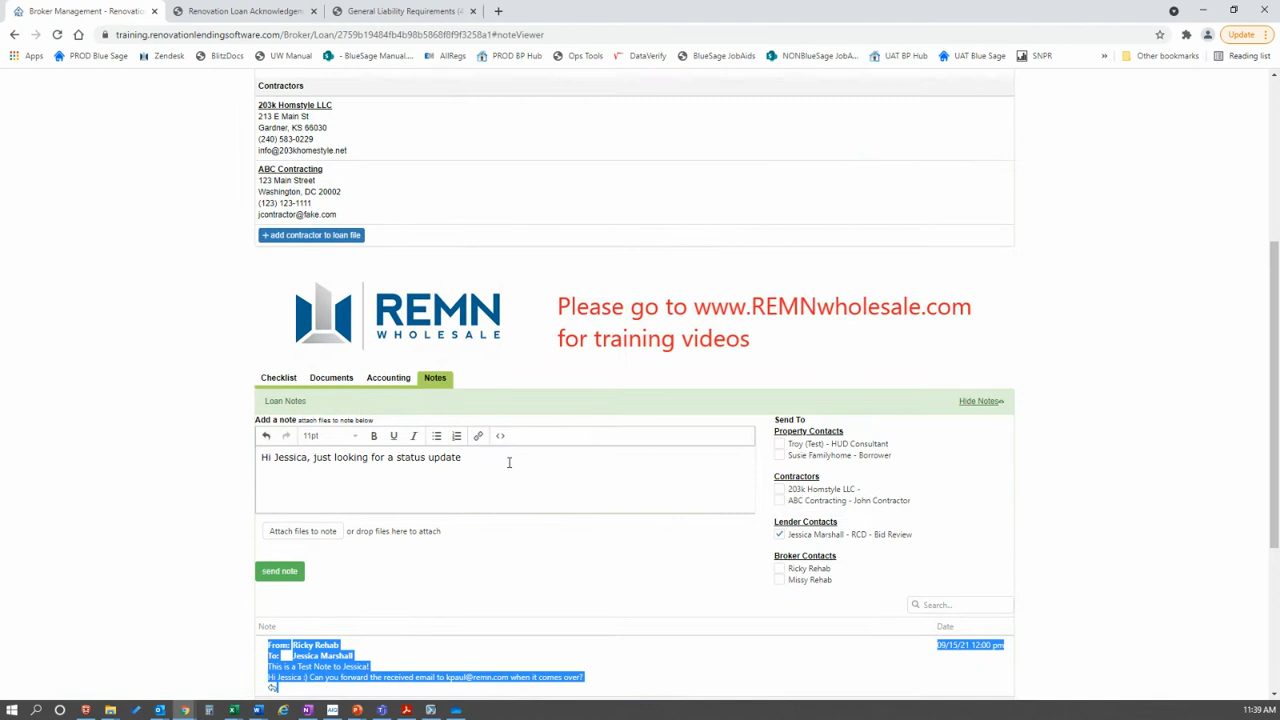 Broker Management - Renovatio
Renovation Loan Acknowledgem
General Liability Requirements (4
training.renovationlendingsoftware.com/Broker/Loan/2759b19484fb4b98b5868f8f9f3258a1#noteViewer
Update
Apps PROD Blue Sage Zendesk BlitzDocs UW Manual - BlueSage Manual... AllRegs PROD BP Hub Ops Tools DataVerify BlueSage JobAids NONBlueSage JobA... UAT BP Hub UAT Blue Sage SNPR » Other bookmarks Reading list
Contractors
203k Homstyle LLC
213 E Main St
Gardner, KS 66030
(240) 583-0229
info@203khomestyle.net
ABC Contracting
123 Main Street
Washington, DC 20002
(123) 123-1111
jcontractor@fake.com
+ add contractor to loan file
REMN
WHOLESALE
Please go to www.REMNwholesale.com
for training videos
Checklist Documents Accounting Notes
Loan Notes
Hide Notes
Add a note attach files to note below
11pt B U I <>
Hi Jessica, just looking for a status update
Attach files to note or drop files here to attach
send note
Send To
Property Contacts
Troy (Test) - HUD Consultant
Susie Familyhome - Borrower
Contractors
203k Homstyle LLC -
ABC Contracting - John Contractor
Lender Contacts
Jessica Marshall - RCD - Bid Review
Broker Contacts
Ricky Rehab
Missy Rehab
Search...
Note Date
From: Ricky Rehab 09/15/21 12:00 pm
To: Jessica Marshall
This is a Test Note to Jessica!
Hi Jessica :) Can you forward the received email to kpaul@remn.com when it comes over?
11:39 AM